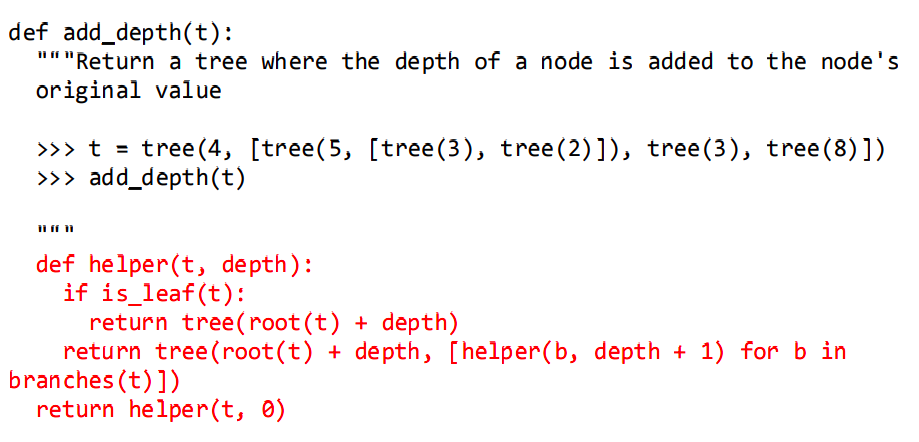 def add_depth(t):
"""Return a tree where the depth of a node is added to the node's
original value
>>> t = tree(4, [tree(5, [tree(3), tree(2)]), tree(3), tree(8)])
>>> add_depth(t)
"""
def helper(t, depth):
if is_leaf(t):
return tree(root(t) + depth)
return tree(root(t) + depth, [helper(b, depth + 1) for b in
branches(t)])
return helper(t, 0)